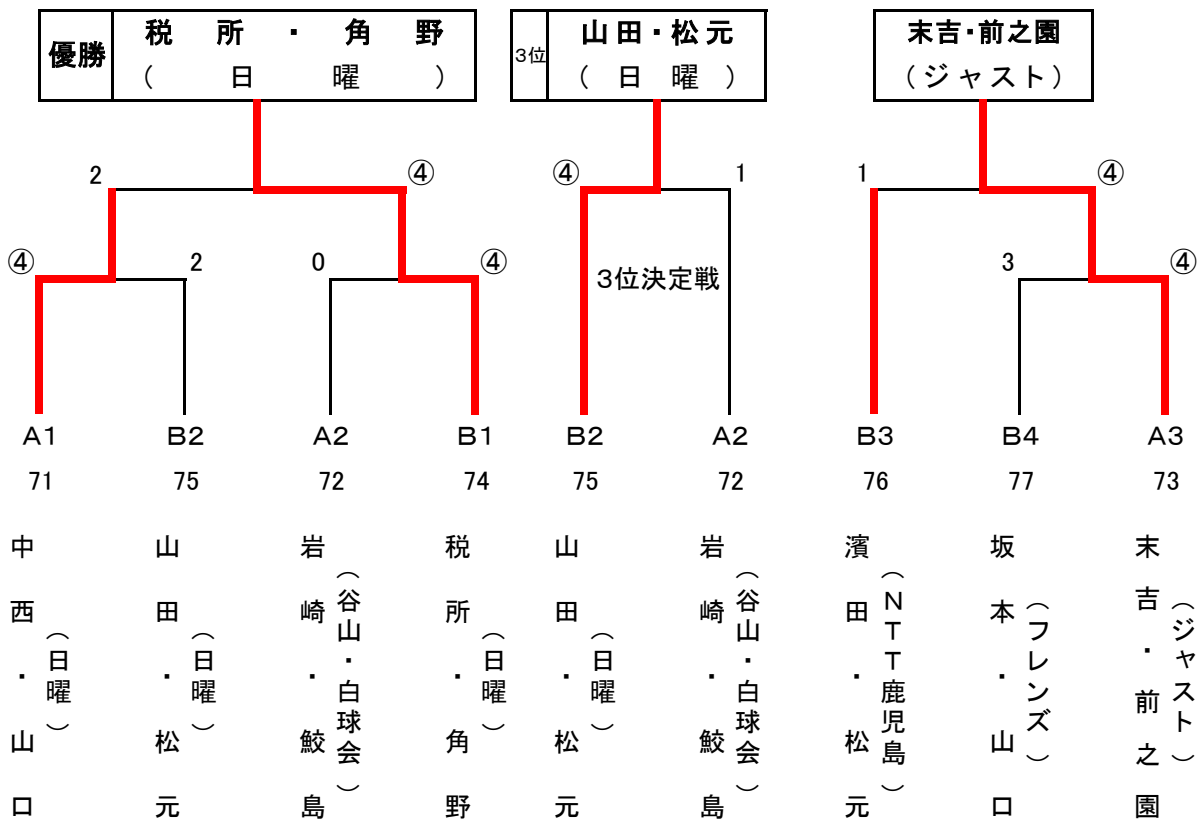 優勝
税所・角野
(日曜)
3位
山田・松元
(日曜)
末吉・前之園
(ジャスト)
2
④
④
1
1
④
④
2
0
④
3位決定戦
3
④
A1
B2
A2
B1
B2
A2
B3
B4
A3
71
75
72
74
75
72
76
77
73
中西・山口
(日曜)
山田・松元
(日曜)
岩崎・鮫島
(谷山・白球会)
税所・角野
(日曜)
山田・松元
(日曜)
岩崎・鮫島
(谷山・白球会)
濱田・松元
(NTT鹿児島)
坂本・山口
(フレンズ)
末吉・前之園
(ジャスト)